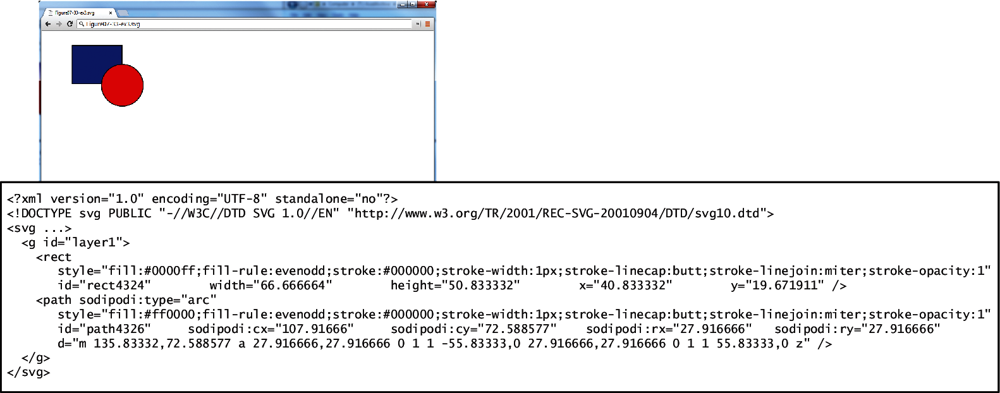 Figure07-33-ex3.svg
Figure07-33-ex3.svg
<?xml version="1.0" encoding="UTF-8" standalone="no"?>
<!DOCTYPE svg PUBLIC "-//W3C//DTD SVG 1.0//EN" "http://www.w3.org/TR/2001/REC-SVG-20010904/DTD/svg10.dtd">
<svg ...>
  <g id="layer1">
    <rect
       style="fill:#0000ff;fill-rule:evenodd;stroke:#000000;stroke-width:1px;stroke-linecap:butt;stroke-linejoin:miter;stroke-opacity:1"
       id="rect4324"        width="66.666664"        height="50.833332"        x="40.833332"        y="19.671911" />
    <path sodipodi:type="arc"
       style="fill:#ff0000;fill-rule:evenodd;stroke:#000000;stroke-width:1px;stroke-linecap:butt;stroke-linejoin:miter;stroke-opacity:1"
       id="path4326"     sodipodi:cx="107.91666"     sodipodi:cy="72.588577"    sodipodi:rx="27.916666"   sodipodi:ry="27.916666"
       d="m 135.83332,72.588577 a 27.916666,27.916666 0 1 1 -55.83333,0 27.916666,27.916666 0 1 1 55.83333,0 z" />
  </g>
</svg>